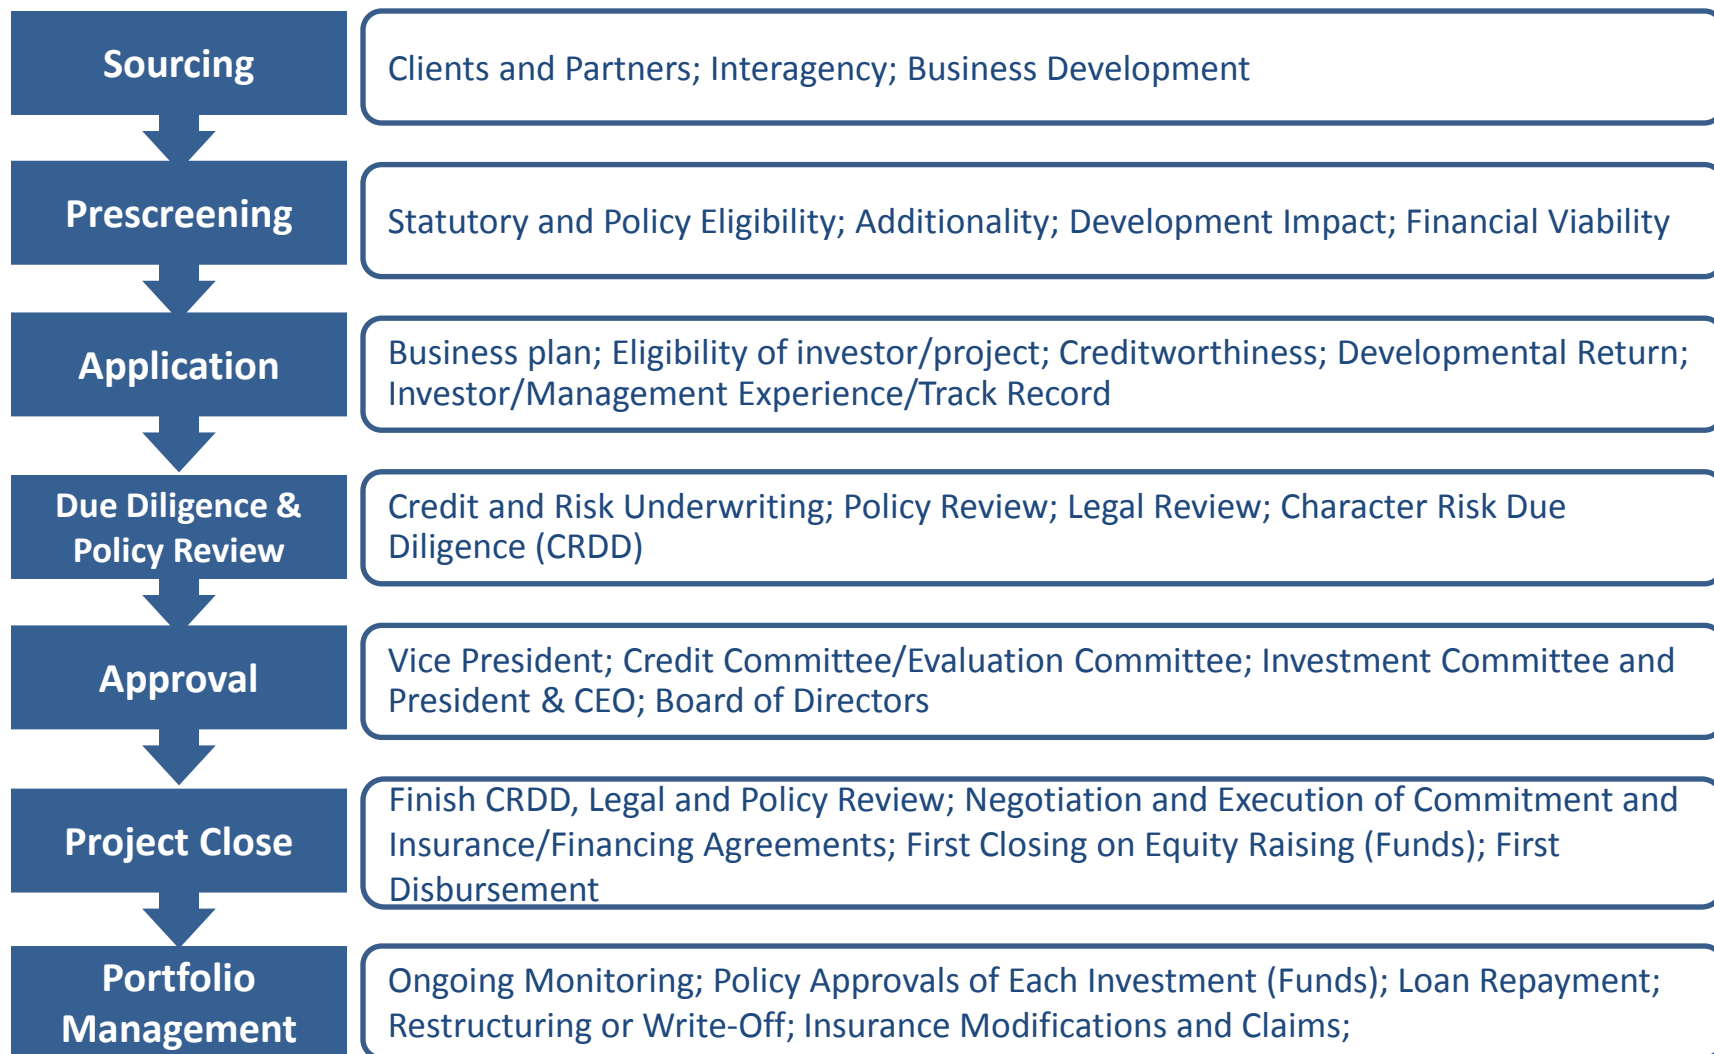 Sourcing
Clients and Partners; Interagency; Business Development
Prescreening
Statutory and Policy Eligibility; Additionality; Development Impact; Financial Viability
Application
Business plan; Eligibility of investor/project; Creditworthiness; Developmental Return;
Investor/Management Experience/Track Record
Due Diligence &
Policy Review
Credit and Risk Underwriting; Policy Review; Legal Review; Character Risk Due
Diligence (CRDD)
Approval
Vice President; Credit Committee/Evaluation Committee; Investment Committee and
President & CEO; Board of Directors
Project Close
Finish CRDD, Legal and Policy Review; Negotiation and Execution of Commitment and
Insurance/Financing Agreements; First Closing on Equity Raising (Funds); First
Disbursement
Portfolio
Management
Ongoing Monitoring; Policy Approvals of Each Investment (Funds); Loan Repayment;
Restructuring or Write-Off; Insurance Modifications and Claims;